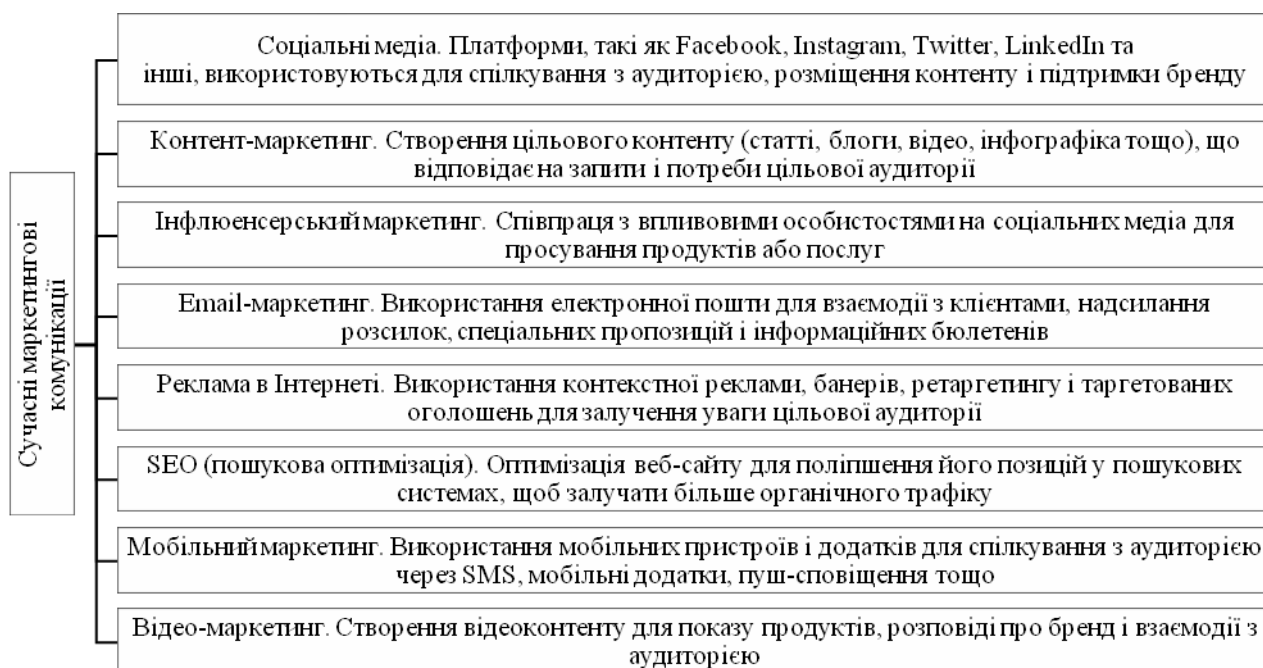 Сучасні маркетингові
комунікації
Соціальні медіа. Платформи, такі як Facebook, Instagram, Twitter, LinkedIn та
інші, використовуються для спілкування з аудиторією, розміщення контенту і підтримки бренду
Контент-маркетинг. Створення цільового контенту (статті, блоги, відео, інфографіка тощо), що
відповідає на запити і потреби цільової аудиторії
Інфлюенсерський маркетинг. Співпраця з впливовими особистостями на соціальних медіа для
просування продуктів або послуг
Email-маркетинг. Використання електронної пошти для взаємодії з клієнтами, надсилання
розсилок, спеціальних пропозицій і інформаційних бюлетенів
Реклама в Інтернеті. Використання контекстної реклами, банерів, ретаргетингу і таргетованих
оголошень для залучення уваги цільової аудиторії
SEO (пошукова оптимізація). Оптимізація веб-сайту для поліпшення його позицій у пошукових
системах, щоб залучати більше органічного трафіку
Мобільний маркетинг. Використання мобільних пристроїв і додатків для спілкування з аудиторією
через SMS, мобільні додатки, пуш-сповіщення тощо
Відео-маркетинг. Створення відеоконтенту для показу продуктів, розповіді про бренд і взаємодії з
аудиторією